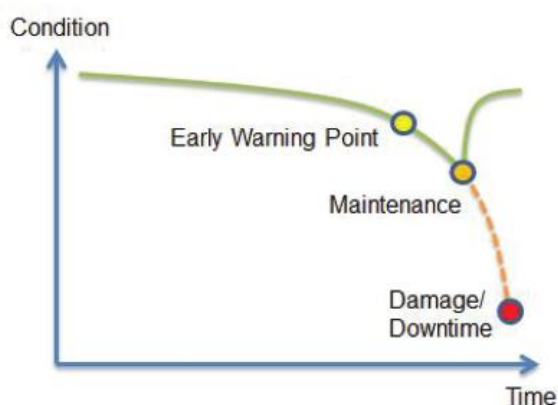 Condition
Early Warning Point
Maintenance
Damage/
Downtime
Time